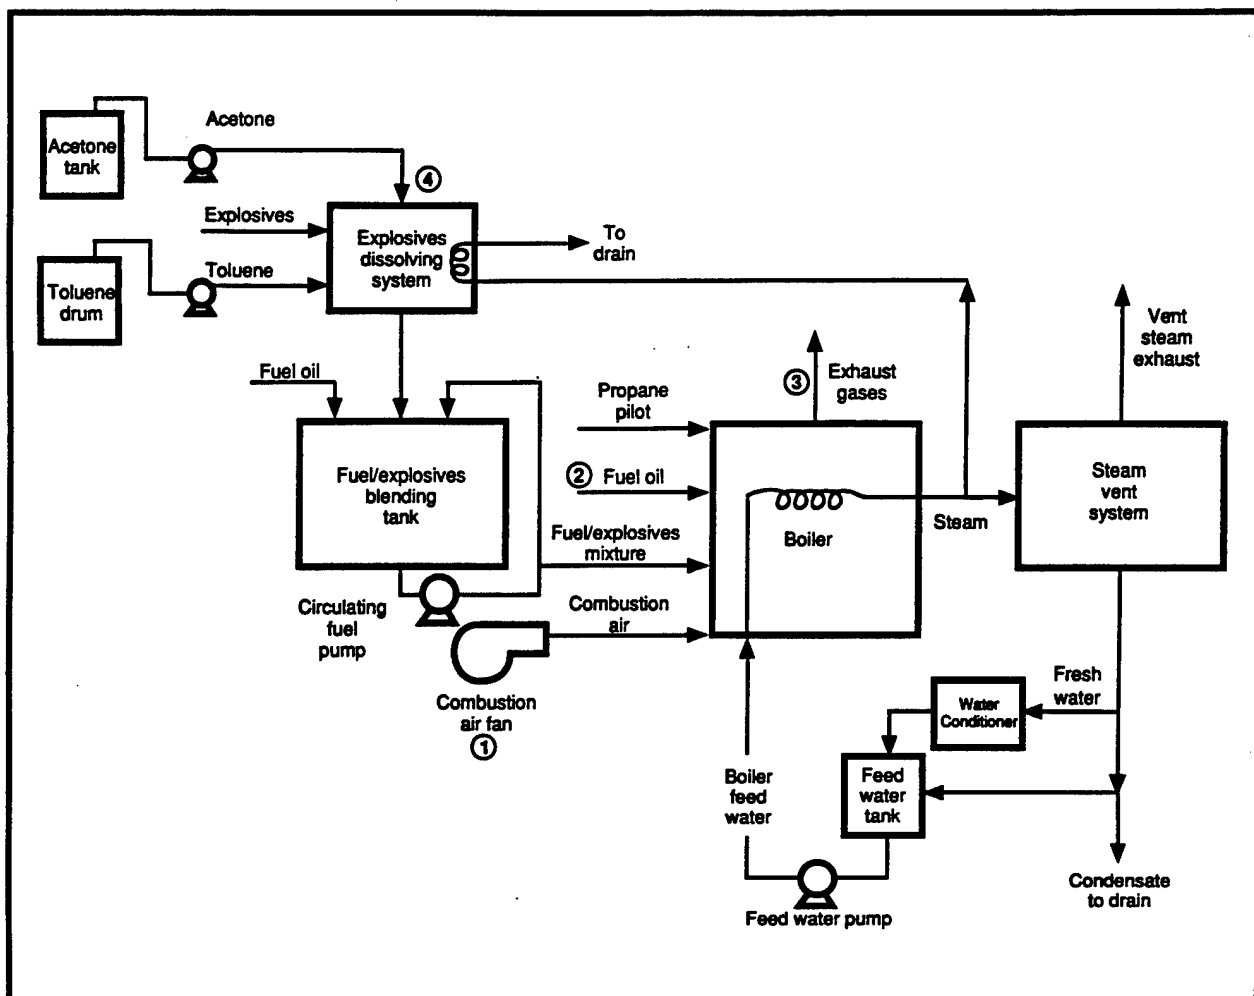 Acetone
Acetone
tank
4
Explosives
Explosives
dissolving
system
To
drain
Toluene
Toluene
drum
Vent
steam
exhaust
Fuel oil
3
Exhaust
gases
Propane
pilot
Fuel/explosives
blending
tank
2
Fuel oil
Steam
vent
system
Steam
Boiler
Fuel/explosives
mixture
Circulating
fuel
pump
Combustion
air
Combustion
air fan
1
Fresh
water
Water
Conditioner
Boiler
feed
water
Feed
water
tank
Condensate
to drain
Feed water pump